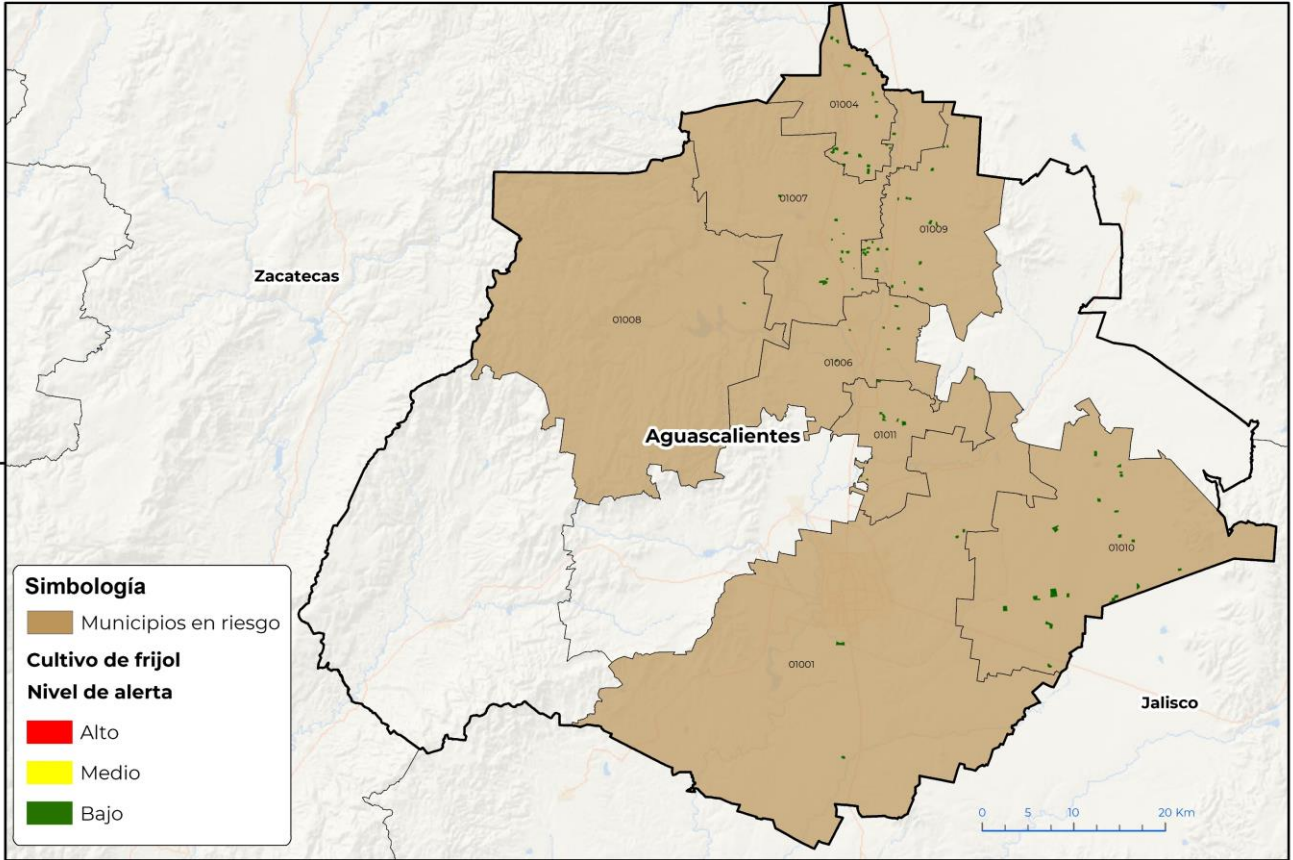 01004
01007
01009
Zacatecas
01008
01006
Aguascalientes
01011
01010
01001
Jalisco
Simbología
Municipios en riesgo
Cultivo de frijol
Nivel de alerta
Alto
Medio
Bajo
0 5 10 20 Km